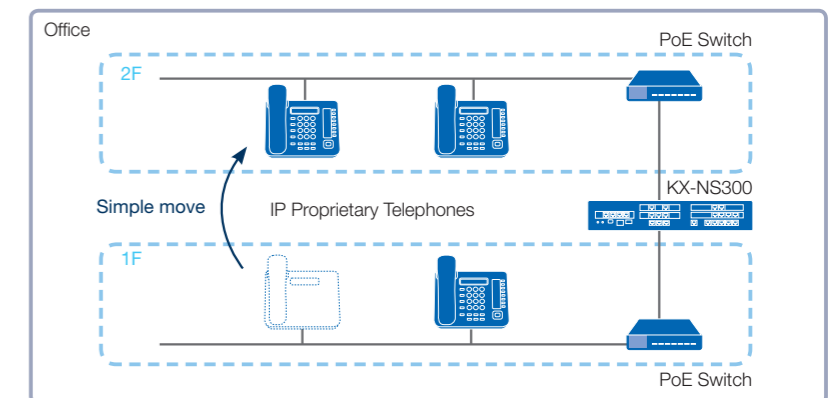 Office
PoE Switch
2F
KX-NS300
Simple move
IP Proprietary Telephones
1F
PoE Switch